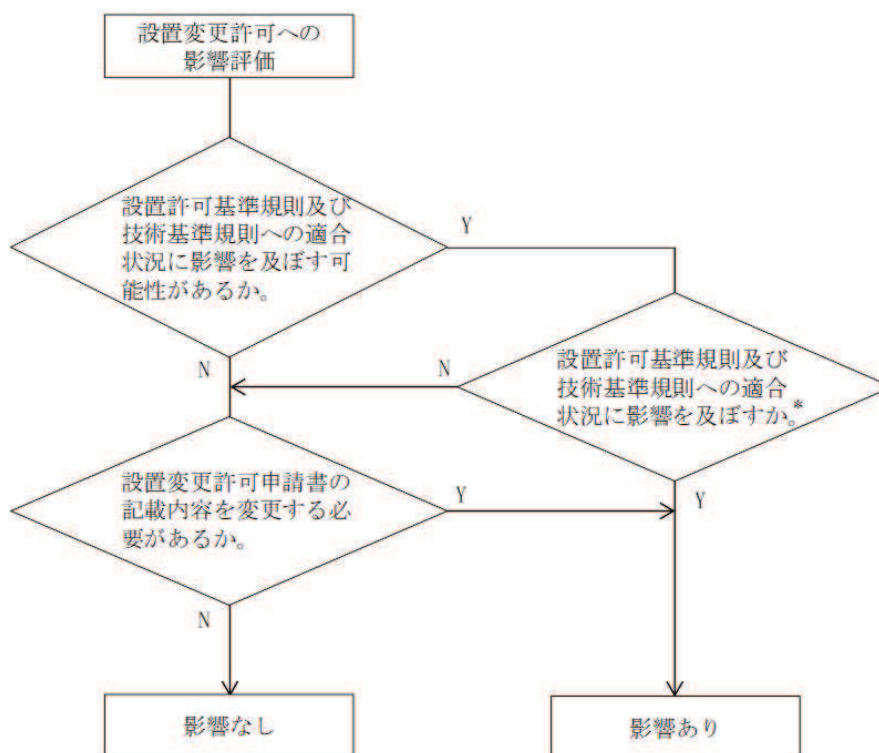 設置変更許可への
影響評価
設置許可基準規則及び
技術基準規則への適合
状況に影響を及ぼす可
能性があるか。
Y
N
N
設置許可基準規則及び
技術基準規則への適合
状況に影響を及ぼすか。*
設置変更許可申請書の
記載内容を変更する必
要があるか。
Y
Y
N
影響なし
影響あり